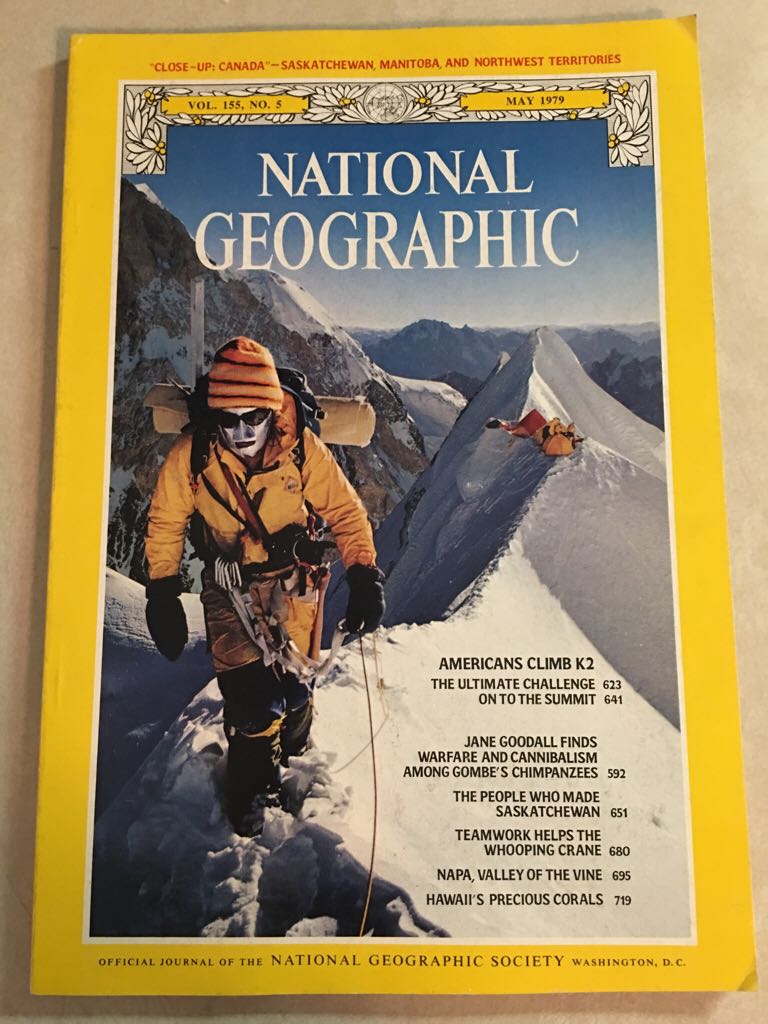 "CLOSE-UP: CANADA"—SASKATCHEWAN, MANITOBA, AND NORTHWEST TERRITORIES
VOL. 155, NO. 5
MAY 1979
NATIONAL
GEOGRAPHIC
AMERICANS CLIMB K2
THE ULTIMATE CHALLENGE 623
ON TO THE SUMMIT 641
JANE GOODALL FINDS
WARFARE AND CANNIBALISM
AMONG GOMBE'S CHIMPANZEES 592
THE PEOPLE WHO MADE
SASKATCHEWAN 651
TEAMWORK HELPS THE
WHOOPING CRANE 680
NAPA, VALLEY OF THE VINE 695
HAWAII'S PRECIOUS CORALS 719
OFFICIAL JOURNAL OF THE NATIONAL GEOGRAPHIC SOCIETY WASHINGTON, D.C.